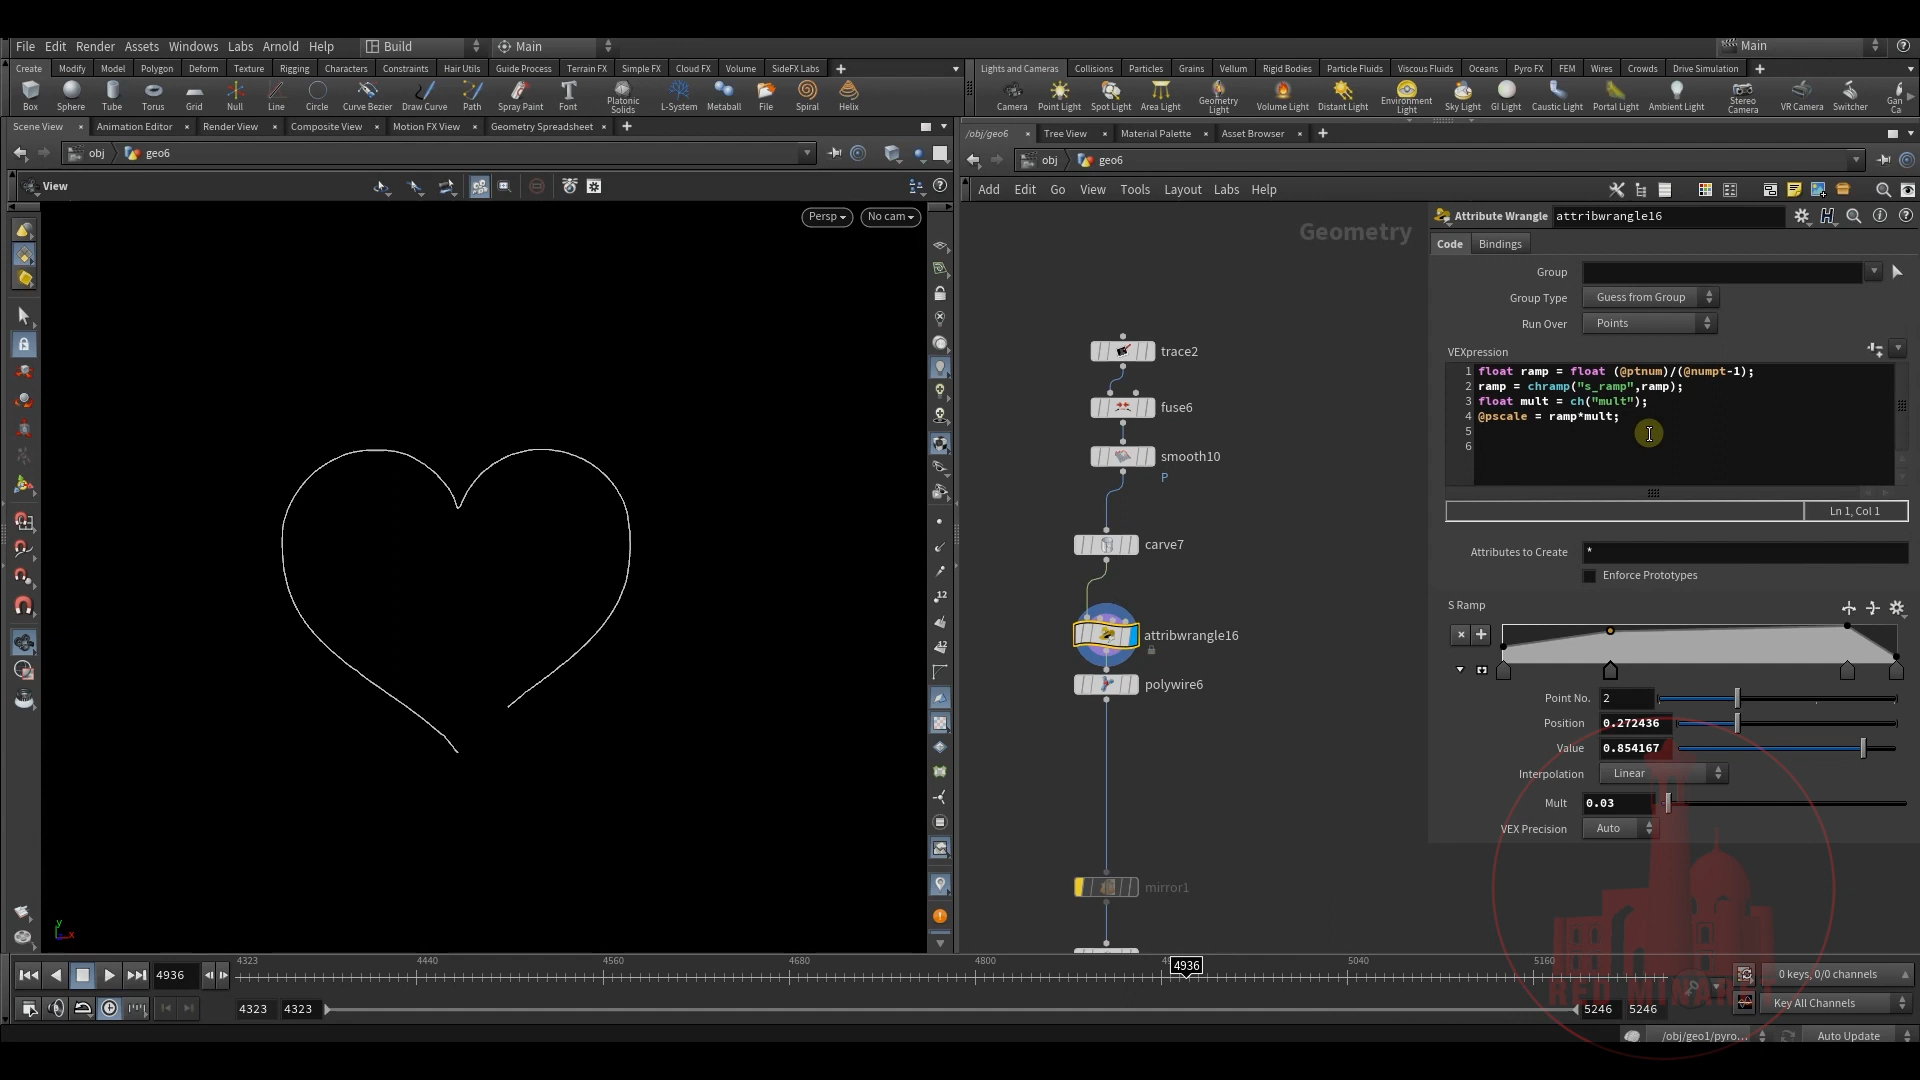 File Edit Render Assets Windows Labs Arnold Help Build Main Main
Create Modify Model Polygon Deform Texture Rigging Characters Constraints Hair Utils Guide Process Terrain FX Simple FX Cloud FX Volume SideFX Labs
Lights and Cameras Collisions Particles Grains Vellum Rigid Bodies Particle Fluids Viscous Fluids Oceans Pyro FX FEM Wires Crowds Drive Simulation
Box Sphere Tube Torus Grid Null Line Circle Curve Bezier Draw Curve Path Spray Paint Font Platonic Solids L-System Metaball File Spiral Helix
Camera Point Light Spot Light Area Light Geometry Light Volume Light Distant Light Environment Light Sky Light GI Light Caustic Light Portal Light Ambient Light Stereo Camera VR Camera Switcher
Scene View Animation Editor Render View Composite View Motion FX View Geometry Spreadsheet
/obj/geo6 Tree View Material Palette Asset Browser
obj geo6
obj geo6
View
Add Edit Go View Tools Layout Labs Help
Persp No cam
Geometry
Attribute Wrangle attribwrangle16
Code Bindings
Group
Group Type Guess from Group
Run Over Points
VEXpression
1 float ramp = float (@ptnum)/(@numpt-1);
2 ramp = chramp("s_ramp",ramp);
3 float mult = ch("mult");
4 @pscale = ramp*mult;
5
6
Ln 1, Col 1
Attributes to Create *
Enforce Prototypes
S Ramp
Point No. 2
Position 0.272436
Value 0.854167
Interpolation Linear
Mult 0.03
VEX Precision Auto
trace2
fuse6
smooth10
P
carve7
attribwrangle16
polywire6
mirror1
12
12
y
x
4936
4323 4440 4560 4680 4800 4936 5040 5160
0 keys, 0/0 channels
4323 4323 5246 5246
Key All Channels
/obj/geo1/pyro... Auto Update
RED MINARET